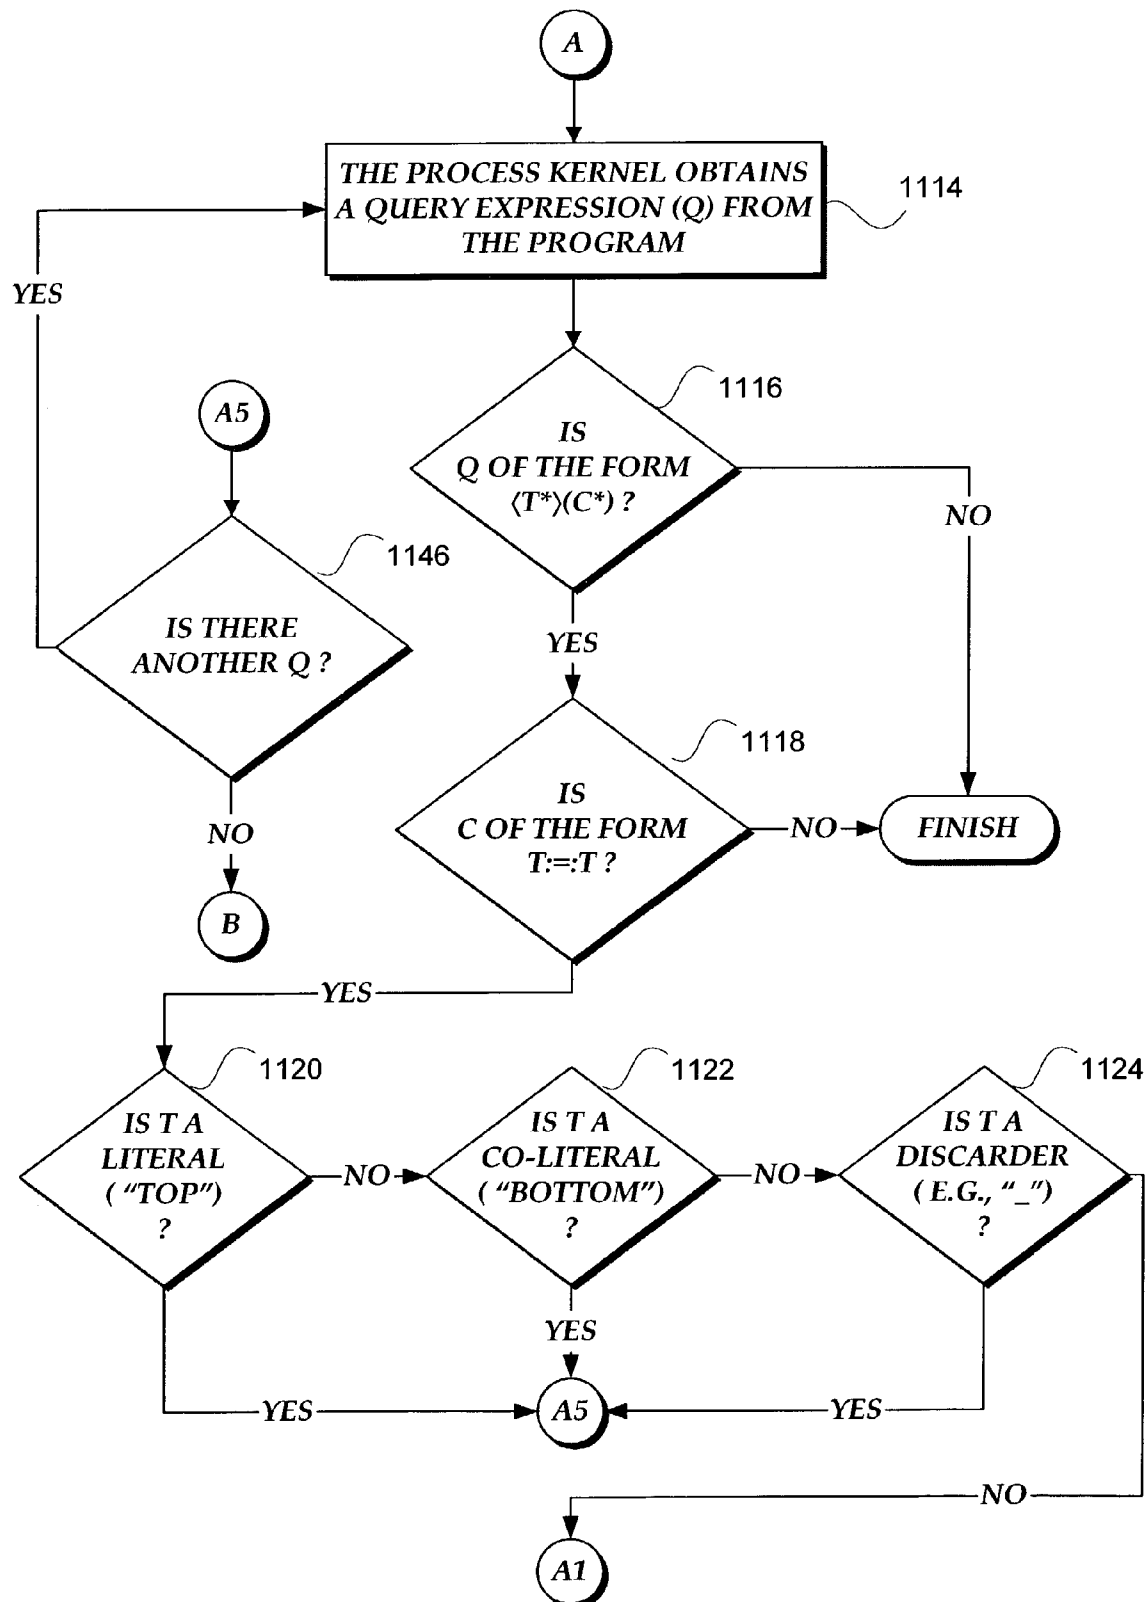 A
THE PROCESS KERNEL OBTAINS
A QUERY EXPRESSION (Q) FROM
THE PROGRAM
1114
YES
A5
1116
IS
Q OF THE FORM
⟨T*⟩(C*) ?
NO
1146
IS THERE
ANOTHER Q ?
YES
1118
IS
C OF THE FORM
T:=:T ?
NO
FINISH
NO
B
YES
1120
IS T A
LITERAL
( “TOP”)
?
NO
1122
IS T A
CO-LITERAL
( “BOTTOM”)
?
NO
1124
IS T A
DISCARDER
( E.G., “_”)
?
YES
YES
A5
YES
NO
A1